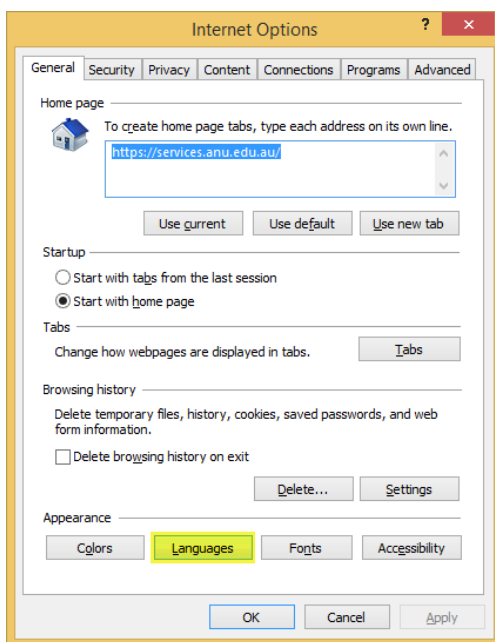 Internet Options
? ×
General Security Privacy Content Connections Programs Advanced
Home page
To create home page tabs, type each address on its own line.
https://services.anu.edu.au/
Use current Use default Use new tab
Startup
Start with tabs from the last session
Start with home page
Tabs
Change how webpages are displayed in tabs.
Tabs
Browsing history
Delete temporary files, history, cookies, saved passwords, and web
form information.
Delete browsing history on exit
Delete... Settings
Appearance
Colors Languages Fonts Accessibility
OK Cancel Apply